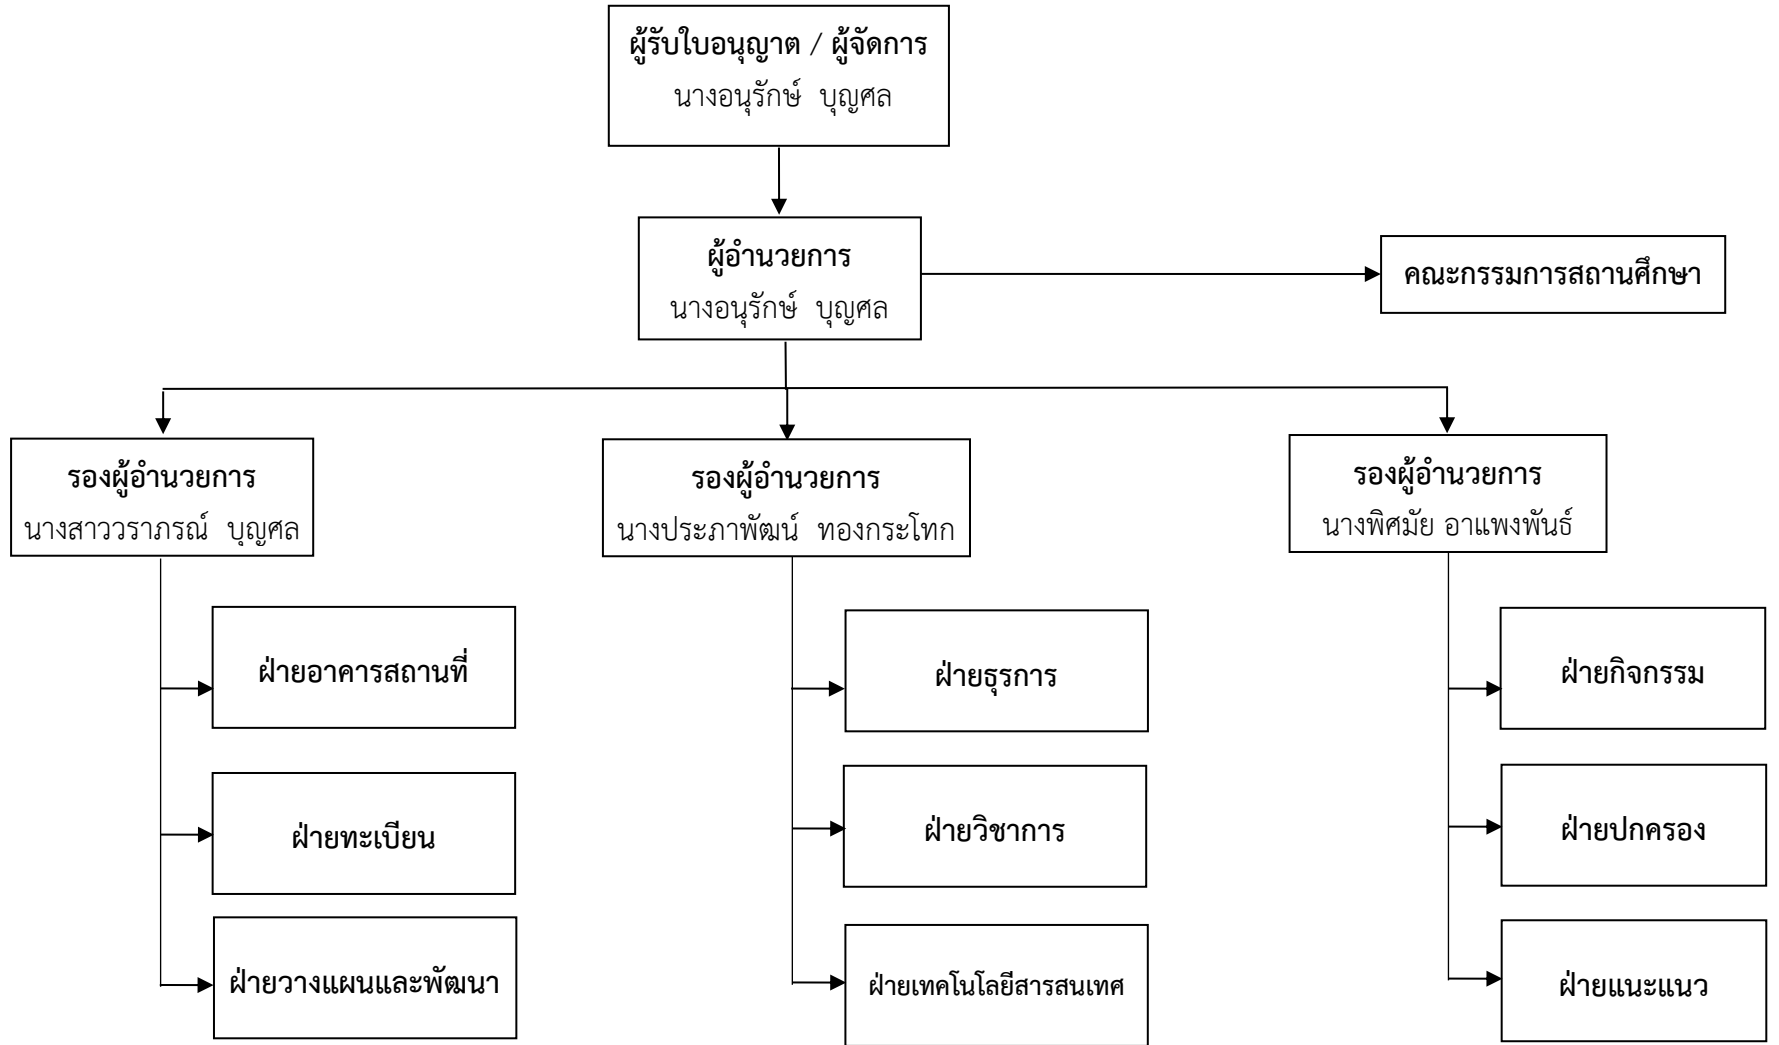 ผู้รับใบอนุญาต / ผู้จัดการ
นางอนุรักษ์ บุญศล
ผู้อำนวยการ
นางอนุรักษ์ บุญศล
คณะกรรมการสถานศึกษา
รองผู้อำนวยการ
นางสาววราภรณ์ บุญศล
รองผู้อำนวยการ
นางประภาพัฒน์ ทองกระโทก
รองผู้อำนวยการ
นางพิศมัย อาแพงพันธ์
ฝ่ายอาคารสถานที่
ฝ่ายธุรการ
ฝ่ายกิจกรรม
ฝ่ายทะเบียน
ฝ่ายวิชาการ
ฝ่ายปกครอง
ฝ่ายวางแผนและพัฒนา
ฝ่ายเทคโนโลยีสารสนเทศ
ฝ่ายแนะแนว